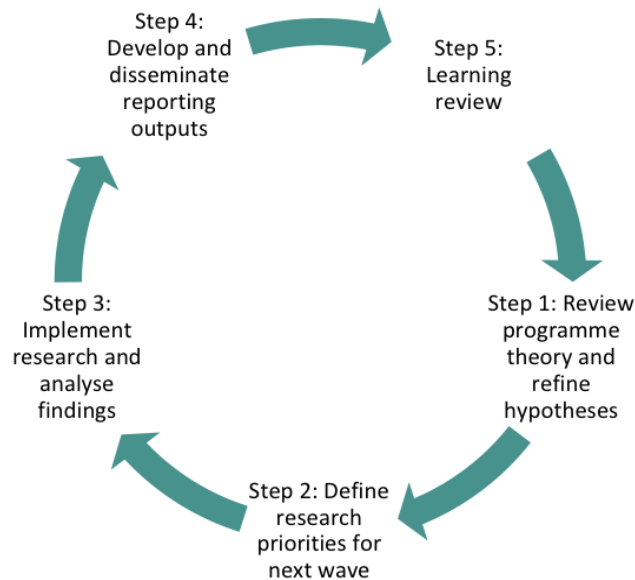 Step 4:
Develop and
disseminate
reporting
outputs
Step 5:
Learning
review
Step 1: Review
programme
theory and
refine
hypotheses
Step 2: Define
research
priorities for
next wave
Step 3:
Implement
research and
analyse
findings